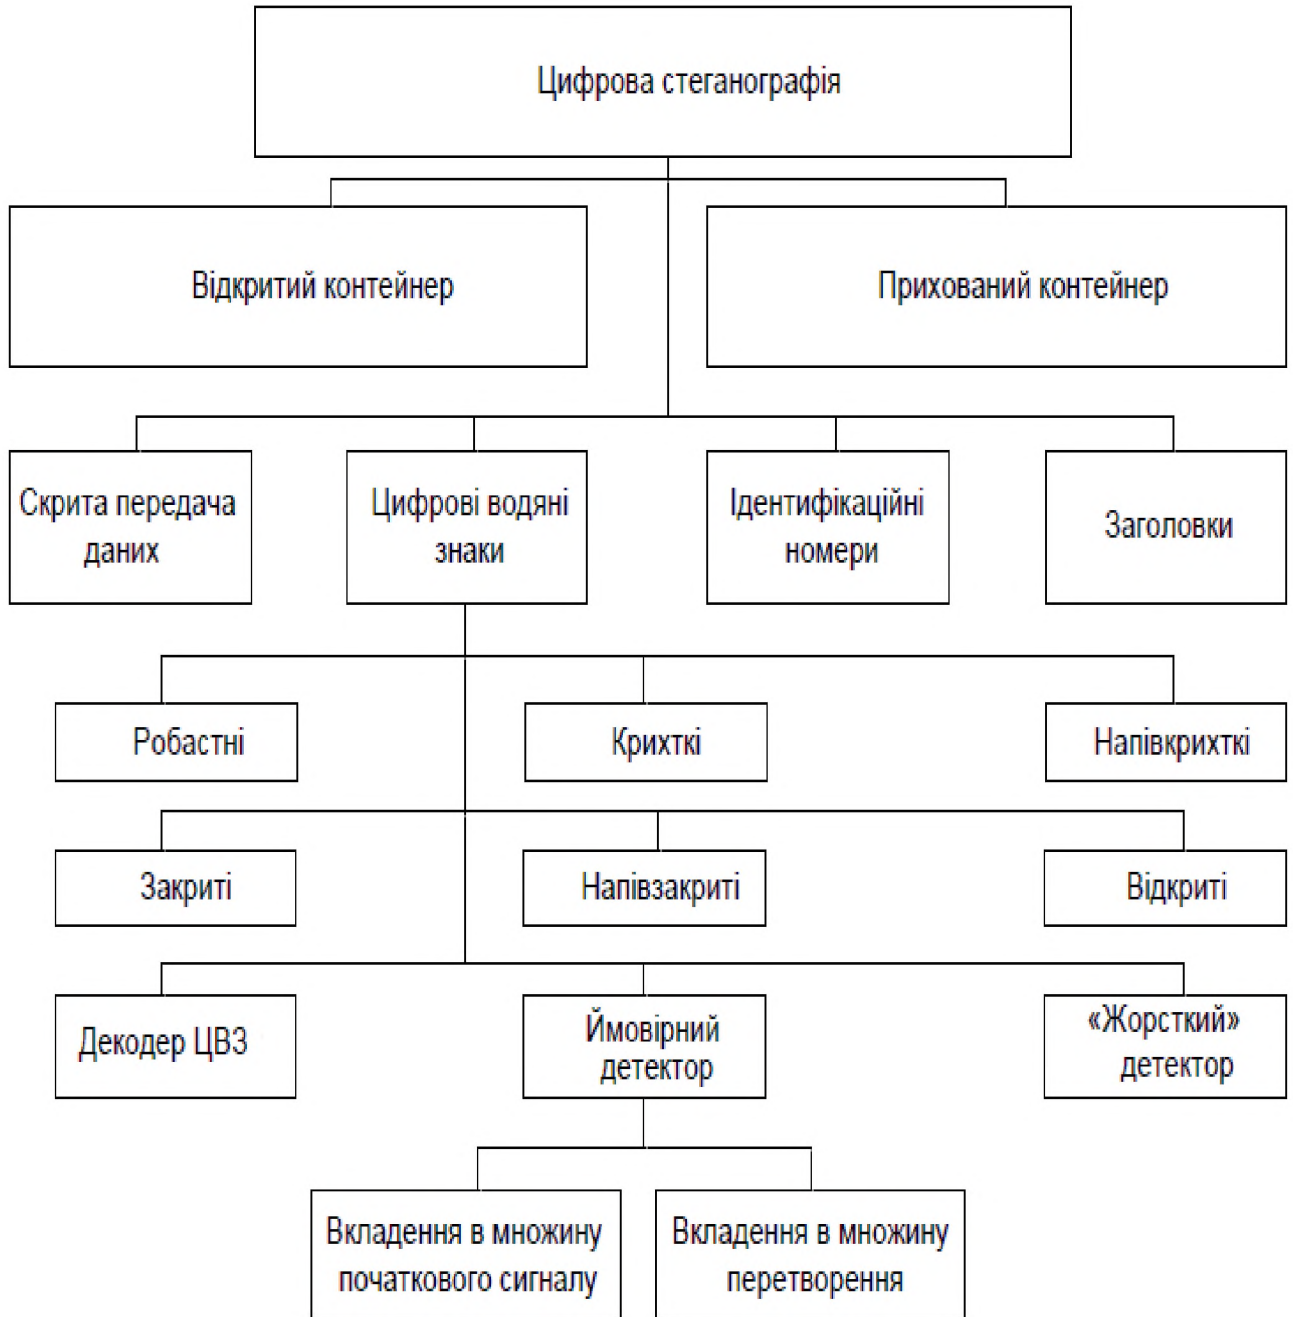 Цифрова стеганографія
Відкритий контейнер
Прихований контейнер
Скрита передача
даних
Цифрові водяні
знаки
Ідентифікаційні
номери
Заголовки
Робастні
Крихткі
Напівкрихткі
Закриті
Напівзакриті
Відкриті
Декодер ЦВЗ
Ймовірний
детектор
«Жорсткий»
детектор
Вкладення в множину
початкового сигналу
Вкладення в множину
перетворення